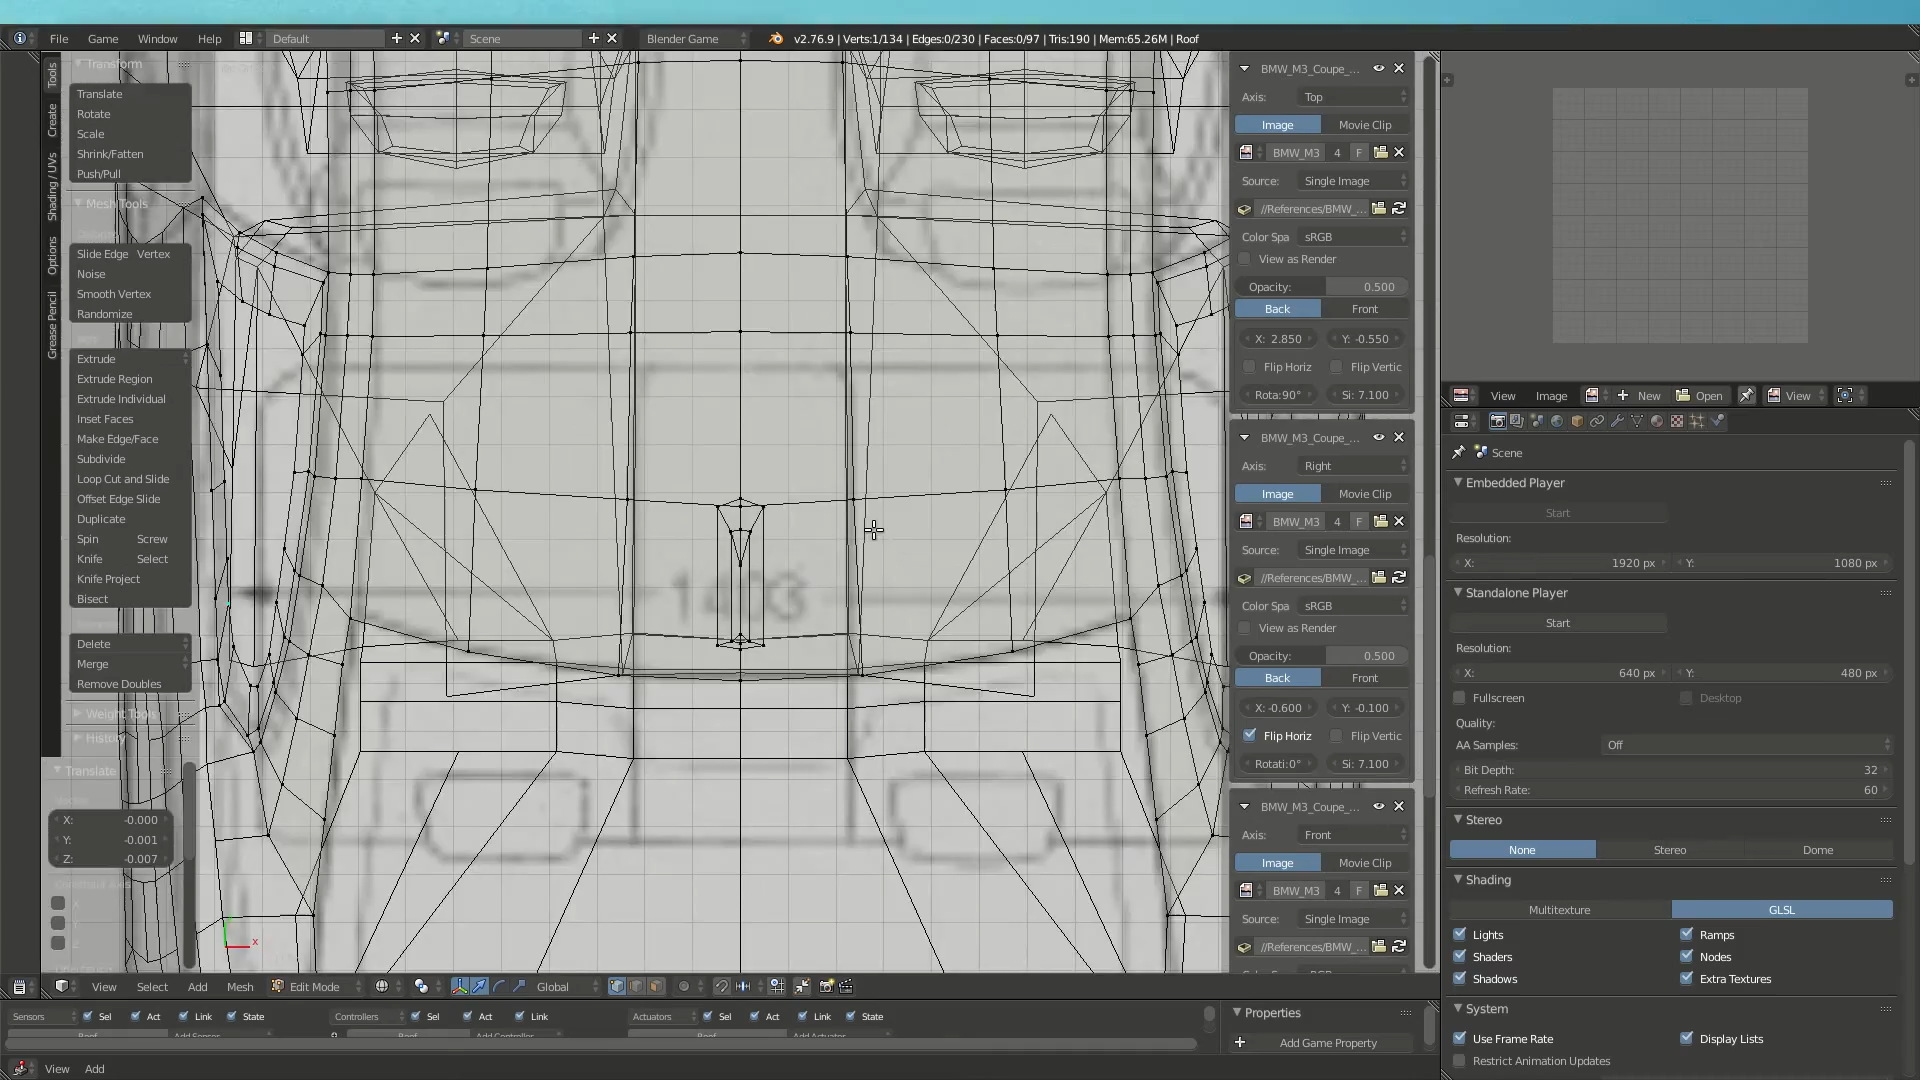 File Game Window Help Default Scene Blender Game v2.76.9 | Verts:1/134 | Edges:0/230 | Faces:0/97 | Tris:190 | Mem:65.26M | Roof
Tools
Create
Shading / UVs
Options
Grease Pencil
Transform
Translate
Rotate
Scale
Shrink/Fatten
Push/Pull
Mesh Tools
Slide Edge Vertex
Noise
Smooth Vertex
Randomize
Extrude
Extrude Region
Extrude Individual
Inset Faces
Make Edge/Face
Subdivide
Loop Cut and Slide
Offset Edge Slide
Duplicate
Spin Screw
Knife Select
Knife Project
Bisect
Delete
Merge
Remove Doubles
Weight Tools
History
Translate
X: -0.000
Y: -0.001
Z: -0.007
x
1403
BMW_M3_Coupe_...
Axis: Top
Image Movie Clip
BMW_M3 4 F
Source: Single Image
//References/BMW_...
Color Spa sRGB
View as Render
Opacity: 0.500
Back Front
X: 2.850 Y: -0.550
Flip Horiz Flip Vertic
Rota:90° Si: 7.100
BMW_M3_Coupe_...
Axis: Right
Image Movie Clip
BMW_M3 4 F
Source: Single Image
//References/BMW_...
Color Spa sRGB
View as Render
Opacity: 0.500
Back Front
X: -0.600 Y: -0.100
Flip Horiz Flip Vertic
Rotati:0° Si: 7.100
BMW_M3_Coupe_...
Axis: Front
Image Movie Clip
BMW_M3 4 F
Source: Single Image
//References/BMW_...
View Image New Open View
Scene
Embedded Player
Start
Resolution:
X: 1920 px Y: 1080 px
Standalone Player
Start
Resolution:
X: 640 px Y: 480 px
Fullscreen Desktop
Quality:
AA Samples: Off
Bit Depth: 32
Refresh Rate: 60
Stereo
None Stereo Dome
Shading
Multitexture GLSL
Lights Ramps
Shaders Nodes
Shadows Extra Textures
System
Use Frame Rate Display Lists
Restrict Animation Updates
View Select Add Mesh Edit Mode Global
Sensors Sel Act Link State Controllers Sel Act Link Actuators Sel Act Link State
Properties
Add Game Property
View Add